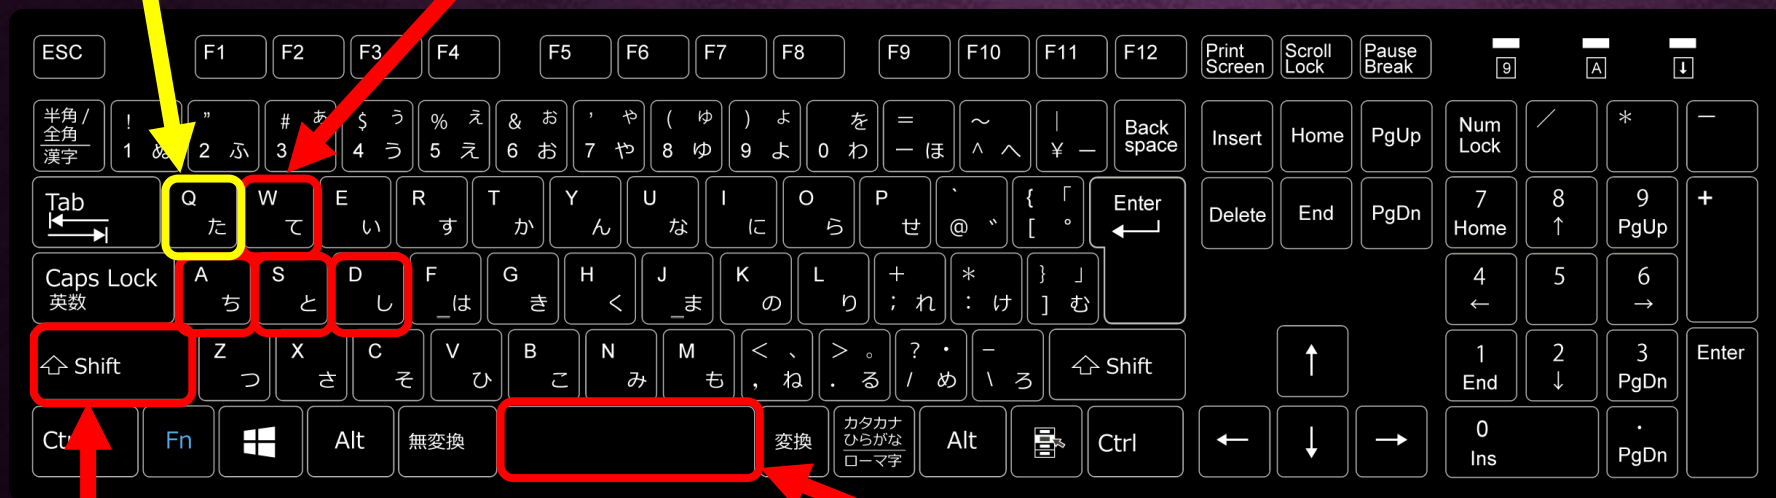 ESC F1 F2 F3 F4 F5 F6 F7 F8 F9 F10 F11 F12 Print Screen Scroll Lock Pause Break 9 A ↓
半角/全角 漢字 ! 1 ぬ " 2 ふ # あ 3 $ う 4 う % え 5 え & お 6 お ' や 7 や ( ゆ 8 ゆ ) よ 9 よ を 0 わ = ー ほ ～ ^ へ | ¥ ー Back space Insert Home PgUp Num Lock ／ * －
Tab Q た W て E い R す T か Y ん U な I に O ら P せ ` @ ゛ { 「 [ ° Enter Delete End PgDn 7 Home 8 ↑ 9 PgUp +
Caps Lock 英数 A ち S と D し F は G き H く J ま K の L り + ; れ * : け } 」 ] む 4 ← 5 6 →
Shift Z つ X さ C そ V ひ B こ N み M も < 、 , ね > 。 . る ? ・ / め － \ ろ Shift ↑ 1 End 2 ↓ 3 PgDn Enter
Fn Alt 無変換 変換 カタカナ ひらがな ローマ字 Alt Ctrl ← ↓ → 0 Ins . PgDn